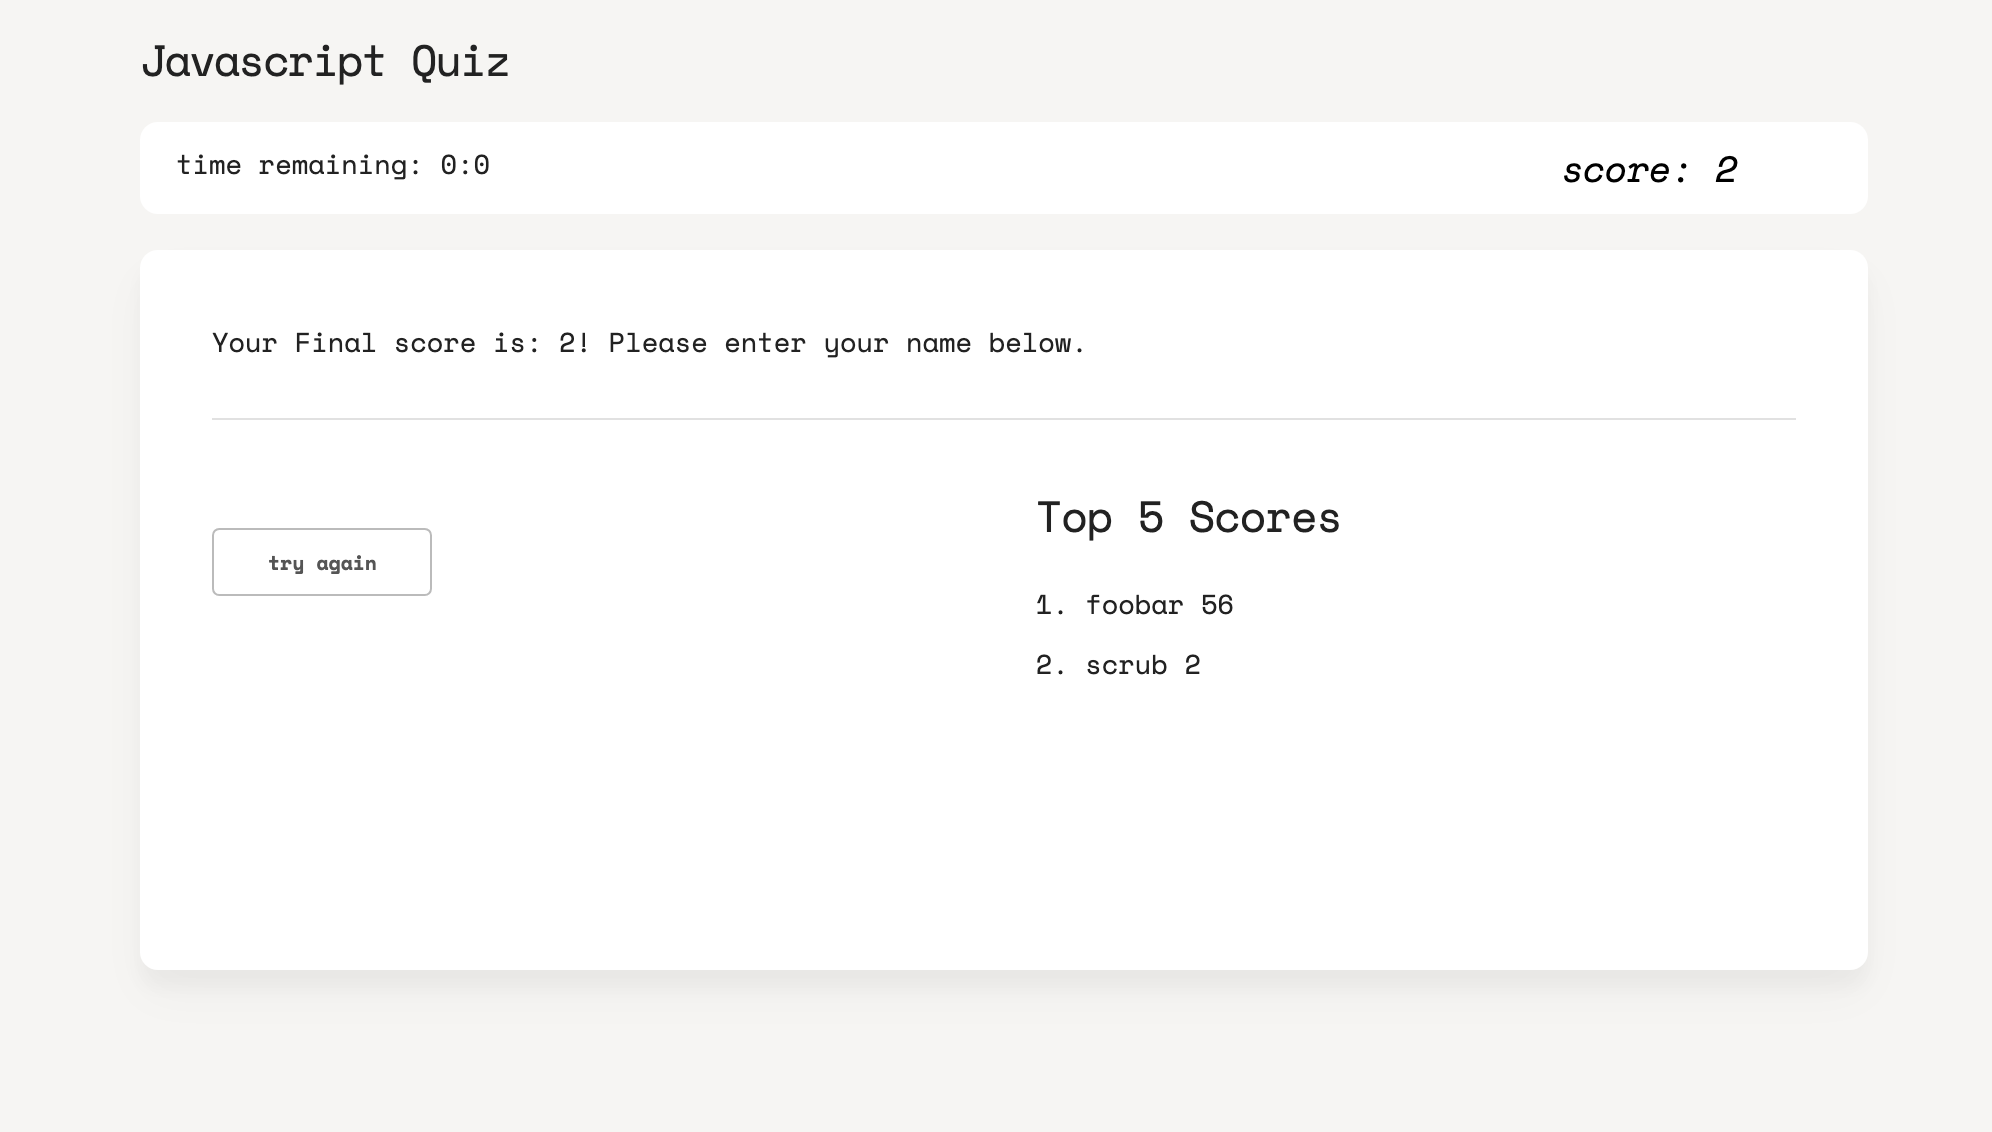 Javascript Quiz
time remaining: 0:0
score: 2
Your Final score is: 2! Please enter your name below.
try again
Top 5 Scores
1. foobar 56
2. scrub 2